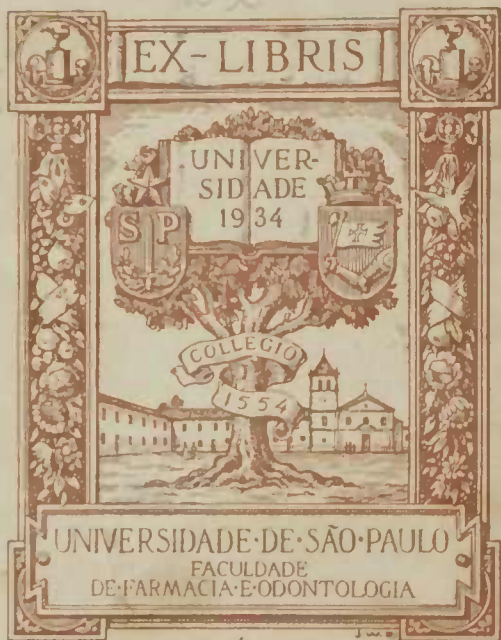 EX-LIBRIS
UNIVER-
SIDADE
1934
S P
COLLEGIO
1554
UNIVERSIDADE·DE·SÃO·PAULO
FACULDADE
DE·FARMACIA·E·ODONTOLOGIA